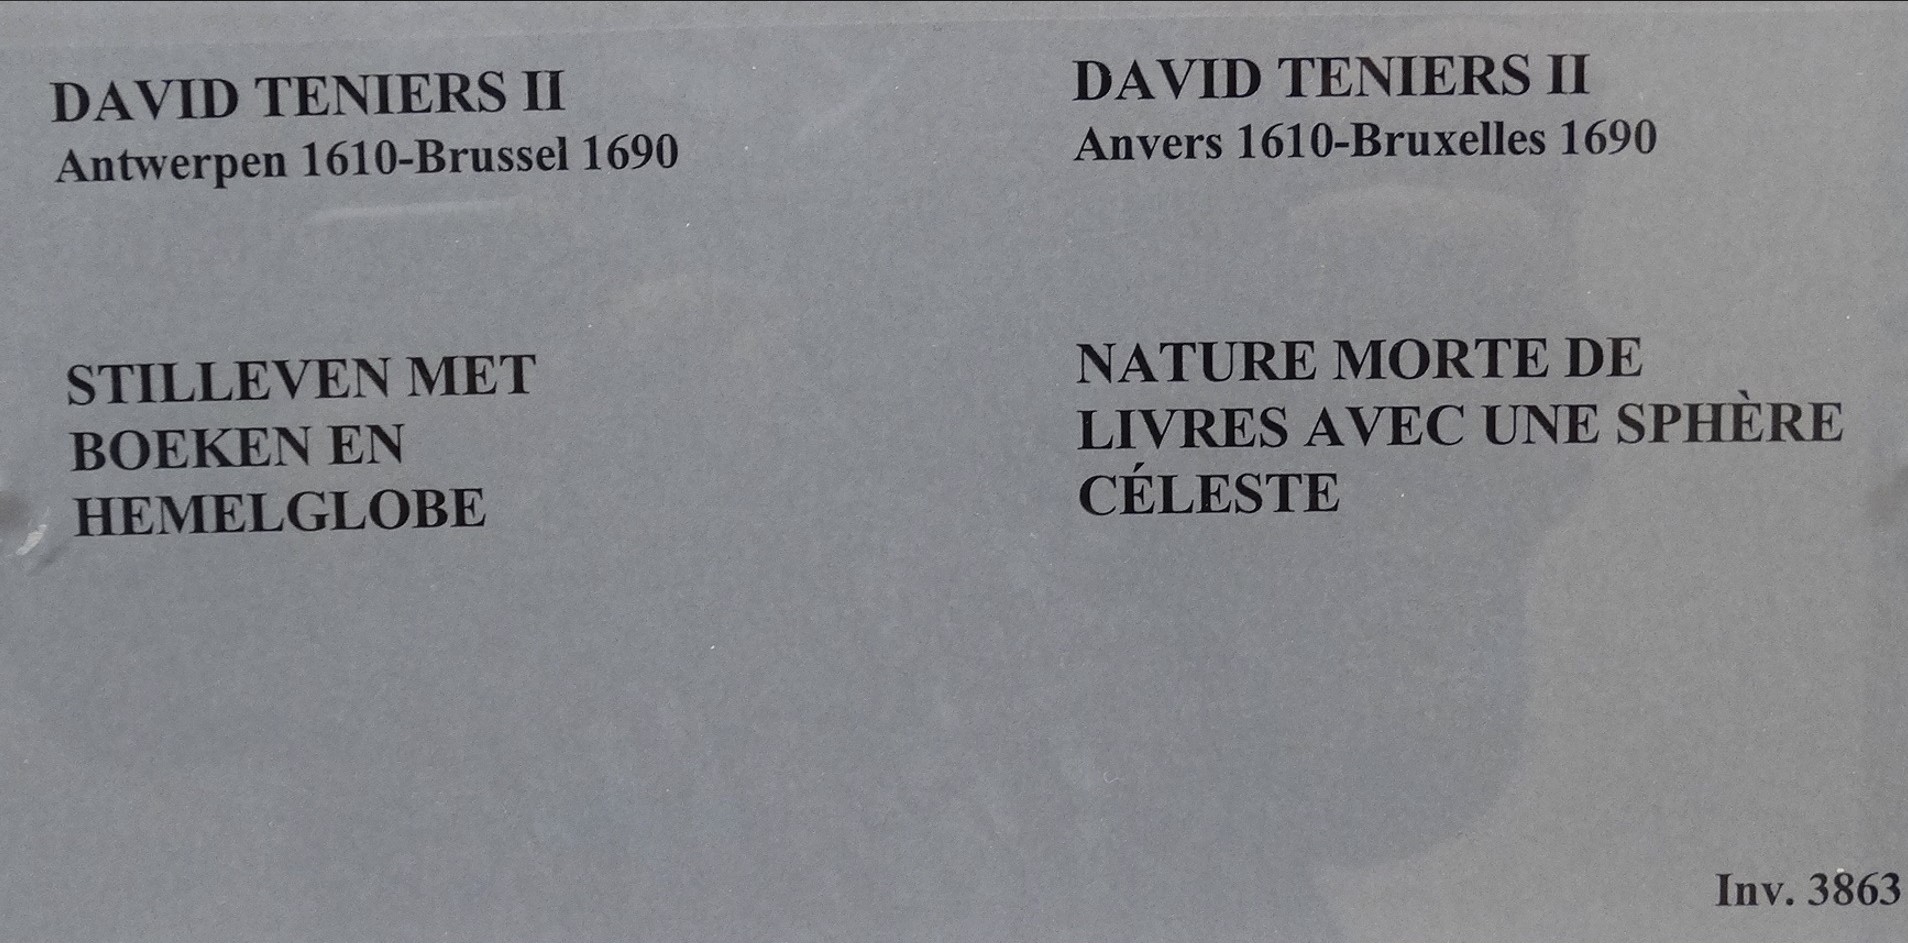 DAVID TENIERS II
Antwerpen 1610-Brussel 1690
STILLEVEN MET
BOEKEN EN
HEMELGLOBE
DAVID TENIERS II
Anvers 1610-Bruxelles 1690
NATURE MORTE DE
LIVRES AVEC UNE SPHÈRE
CÉLESTE
Inv. 3863